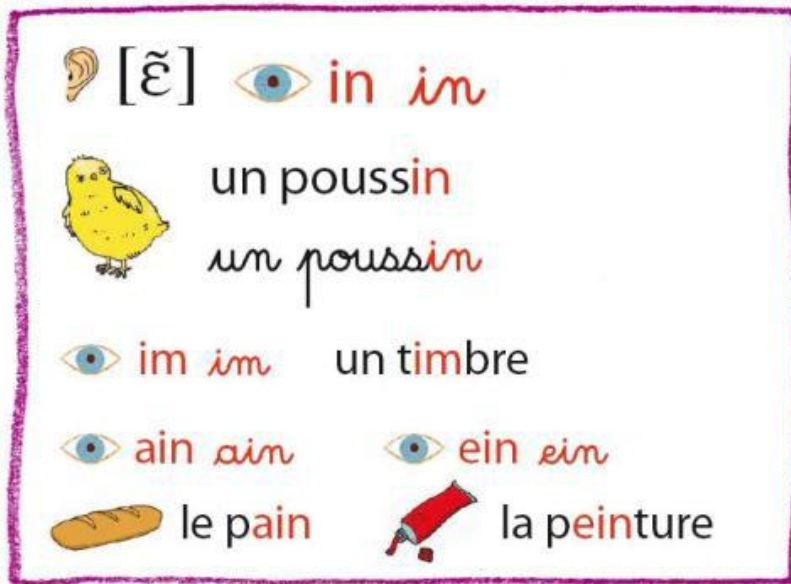 [ɛ̃] in in
un poussin
un poussin
im im un timbre
ain ain ein ein
le pain la peinture